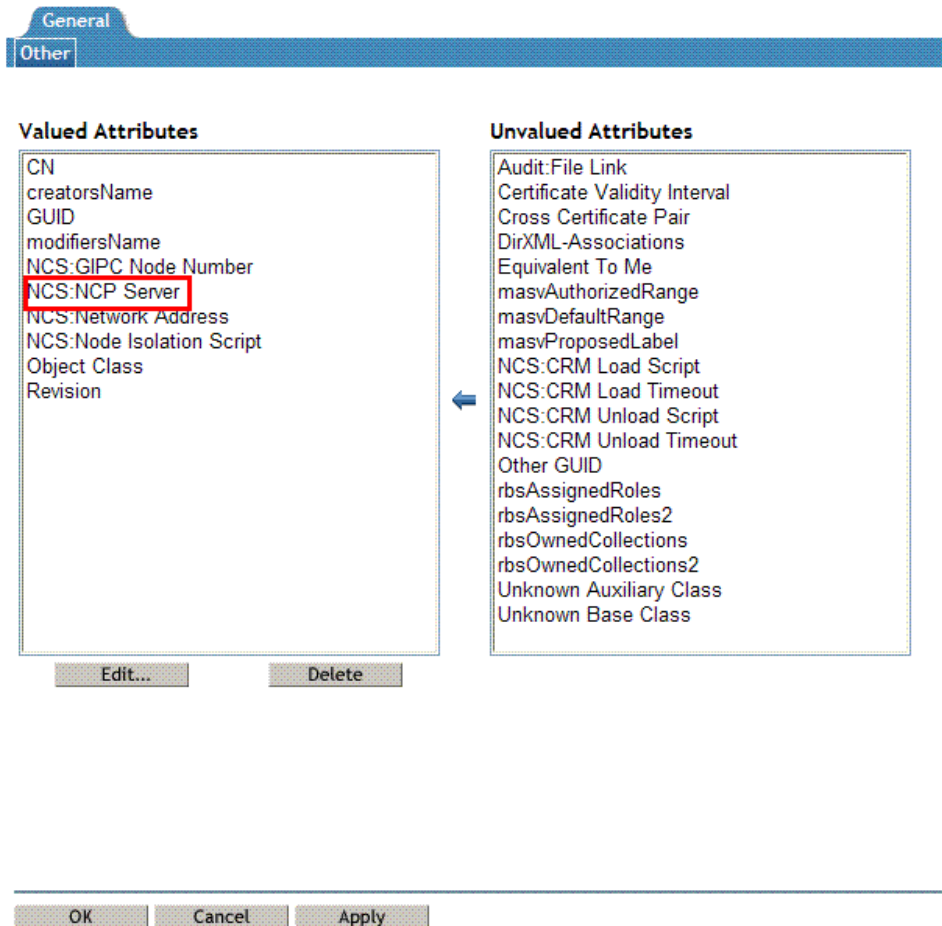 General
Other
Valued Attributes
CN
creatorsName
GUID
modifiersName
NCS:GIPC Node Number
NCS:NCP Server
NCS:Network Address
NCS:Node Isolation Script
Object Class
Revision
Edit...
Delete
Unvalued Attributes
Audit:File Link
Certificate Validity Interval
Cross Certificate Pair
DirXML-Associations
Equivalent To Me
masvAuthorizedRange
masvDefaultRange
masvProposedLabel
NCS:CRM Load Script
NCS:CRM Load Timeout
NCS:CRM Unload Script
NCS:CRM Unload Timeout
Other GUID
rbsAssignedRoles
rbsAssignedRoles2
rbsOwnedCollections
rbsOwnedCollections2
Unknown Auxiliary Class
Unknown Base Class
OK
Cancel
Apply